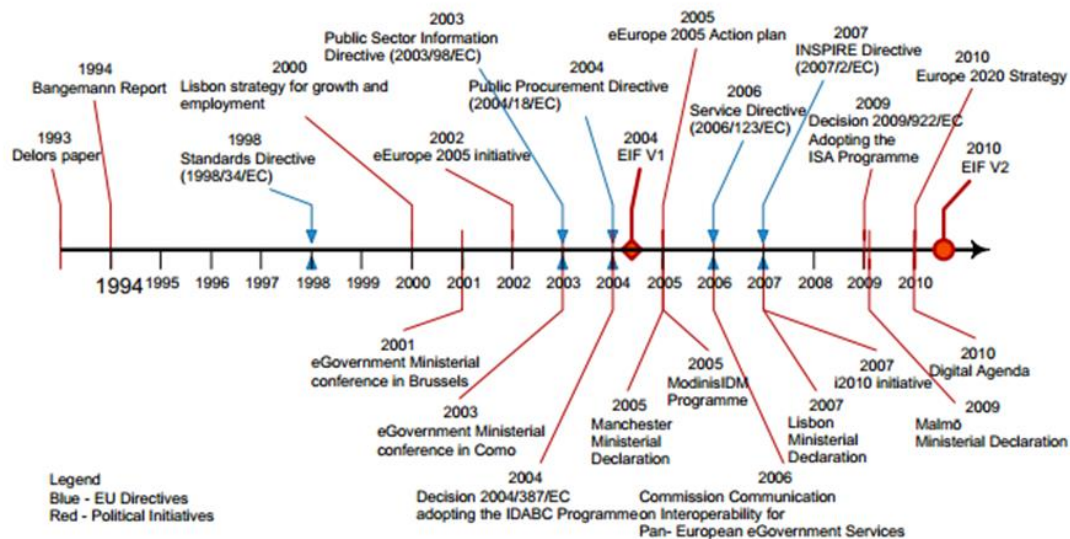 1993
Delors paper
1994
Bangemann Report
1998
Standards Directive
(1998/34/EC)
2000
Lisbon strategy for growth and
employment
2002
eEurope 2005 initiative
2003
Public Sector Information
Directive (2003/98/EC)
2004
Public Procurement Directive
(2004/18/EC)
2004
EIF V1
2005
eEurope 2005 Action plan
2006
Service Directive
(2006/123/EC)
2007
INSPIRE Directive
(2007/2/EC)
2009
Decision 2009/922/EC
Adopting the
ISA Programme
2010
Europe 2020 Strategy
2010
EIF V2
1994 1995 1996 1997 1998 1999 2000 2001 2002 2003 2004 2005 2006 2007 2008 2009 2010
2001
eGovernment Ministerial
conference in Brussels
2003
eGovernment Ministerial
conference in Como
2004
Decision 2004/387/EC
adopting the IDABC Programme
2005
Manchester
Ministerial
Declaration
2005
ModinisIDM
Programme
2006
Commission Communication
on Interoperability for
Pan- European eGovernment Services
2007
Lisbon
Ministerial
Declaration
2007
i2010 initiative
2009
Malmö
Ministerial Declaration
2010
Digital Agenda
Legend
Blue - EU Directives
Red - Political Initiatives